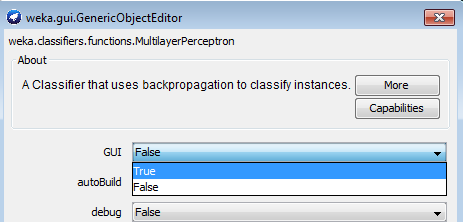 weka.gui.GenericObjectEditor
weka.classifiers.functions.MultilayerPerceptron
About
A Classifier that uses backpropagation to classify instances.
More
Capabilities
GUI False
True
autoBuild False
debug False